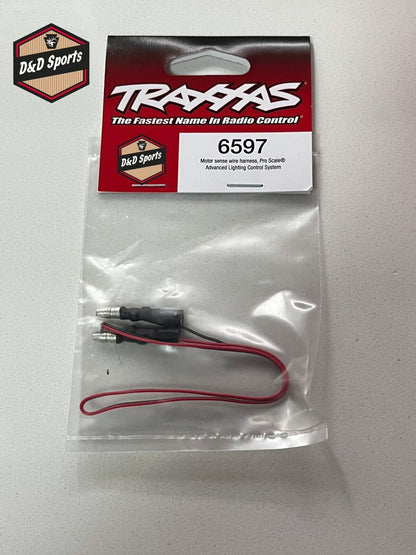 D&D Sports
TRAXXAS
The Fastest Name In Radio Control
D&D Sports
6597
Motor sense wire harness, Pro Scale®
Advanced Lighting Control System